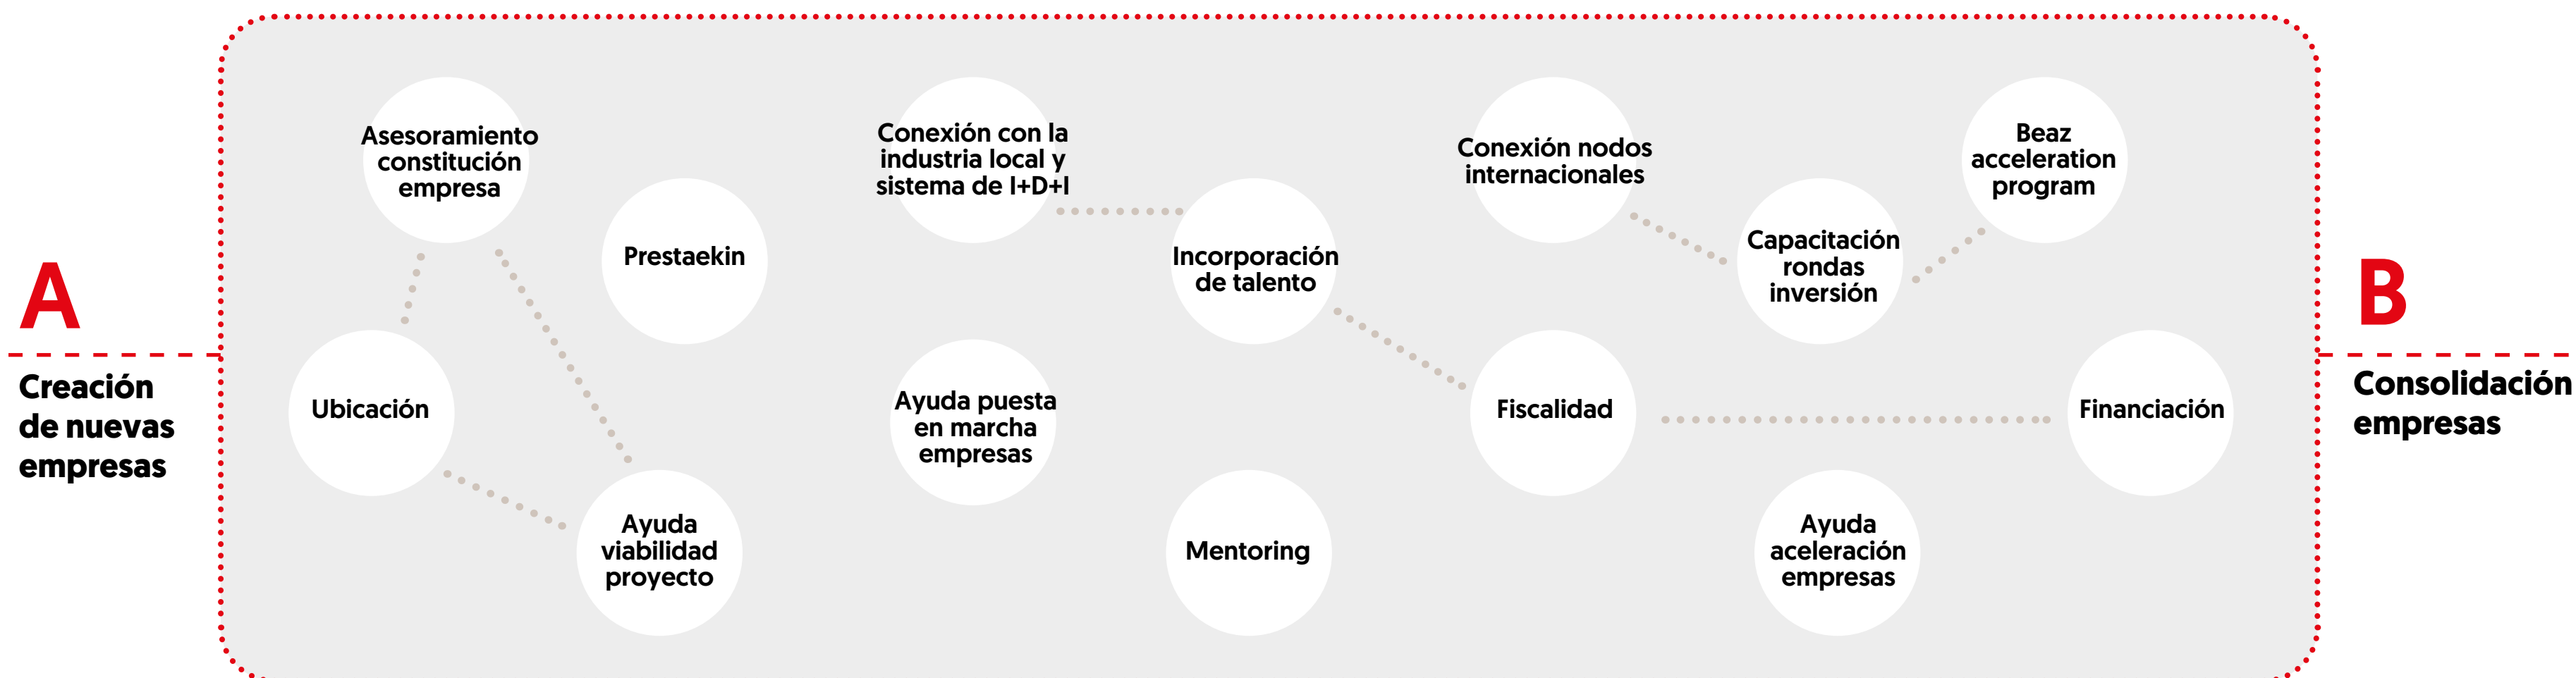 A
Creación
de nuevas
empresas
Asesoramiento
constitución
empresa
Prestaekin
Ubicación
Ayuda
viabilidad
proyecto
Conexión con la
industria local y
sistema de I+D+I
Incorporación
de talento
Ayuda puesta
en marcha
empresas
Mentoring
Conexión nodos
internacionales
Capacitación
rondas
inversión
Beaz
acceleration
program
Fiscalidad
Financiación
Ayuda
aceleración
empresas
B
Consolidación
empresas